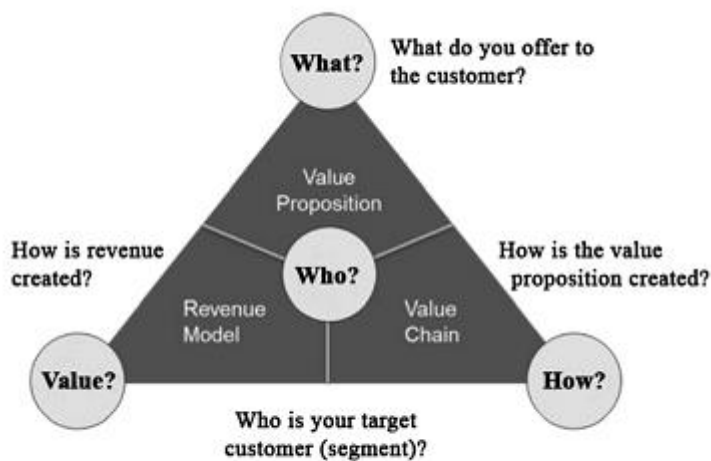 What?
What do you offer to
the customer?
Value
Proposition
How is revenue
created?
Who?
How is the value
proposition created?
Revenue
Model
Value
Chain
Value?
How?
Who is your target
customer (segment)?